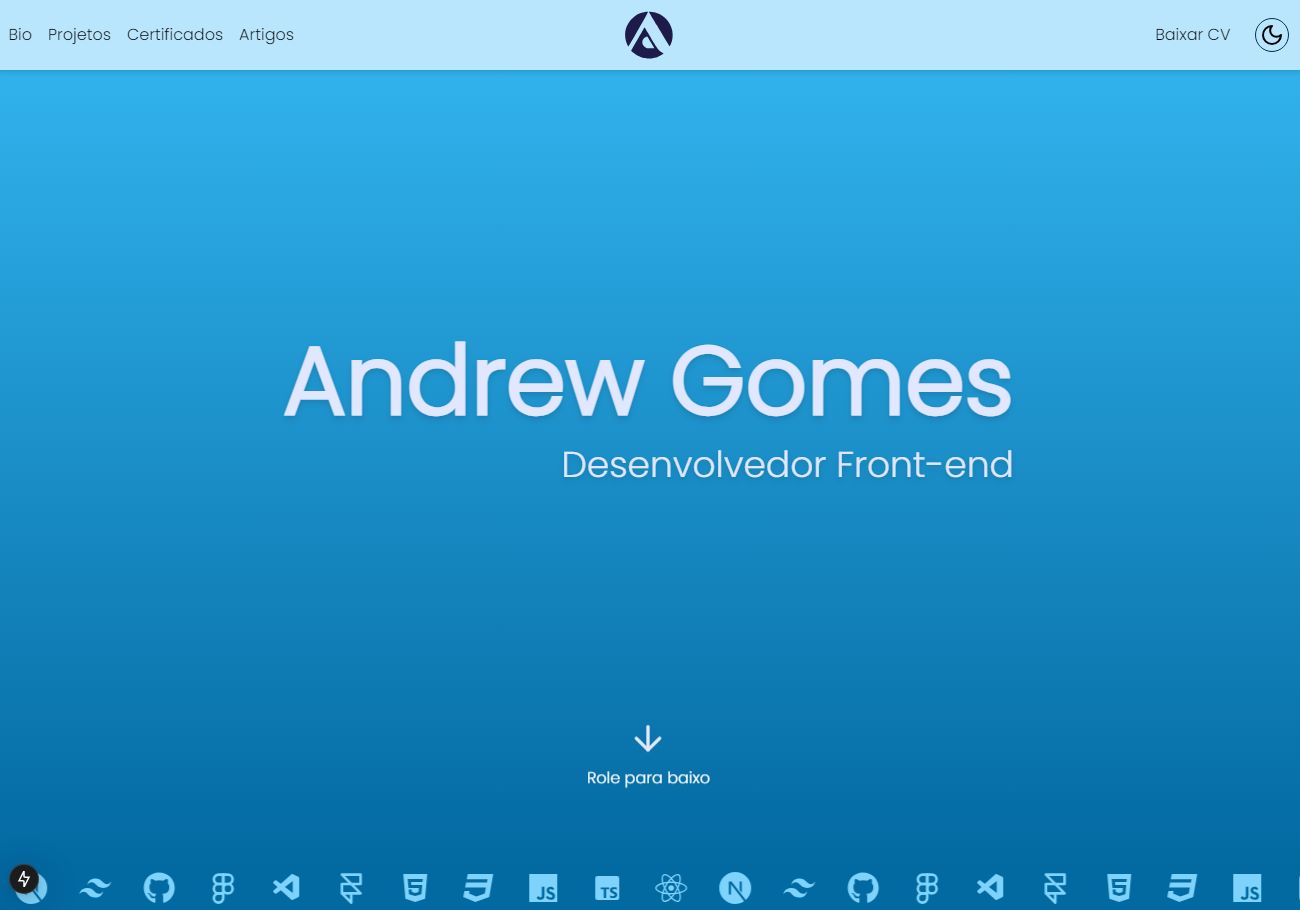 Bio Projetos Certificados Artigos Baixar CV
Andrew Gomes
Desenvolvedor Front-end
Role para baixo
JS TS N JS